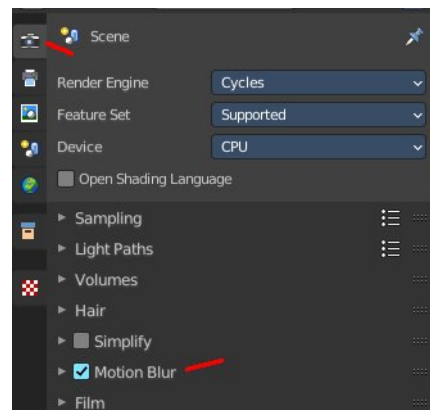 Scene
Render Engine Cycles
Feature Set Supported
Device CPU
Open Shading Language
Sampling
Light Paths
Volumes
Hair
Simplify
Motion Blur
Film